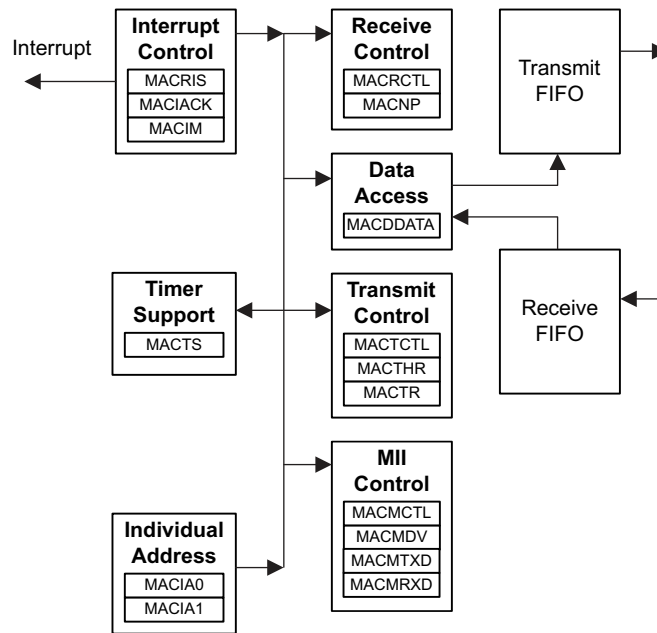 Interrupt
Interrupt
Control
MACRIS
MACIACK
MACIM
Timer
Support
MACTS
Individual
Address
MACIA0
MACIA1
Receive
Control
MACRCTL
MACNP
Data
Access
MACDDATA
Transmit
Control
MACTCTL
MACTHR
MACTR
MII
Control
MACMCTL
MACMDV
MACMTXD
MACMRXD
Transmit
FIFO
Receive
FIFO